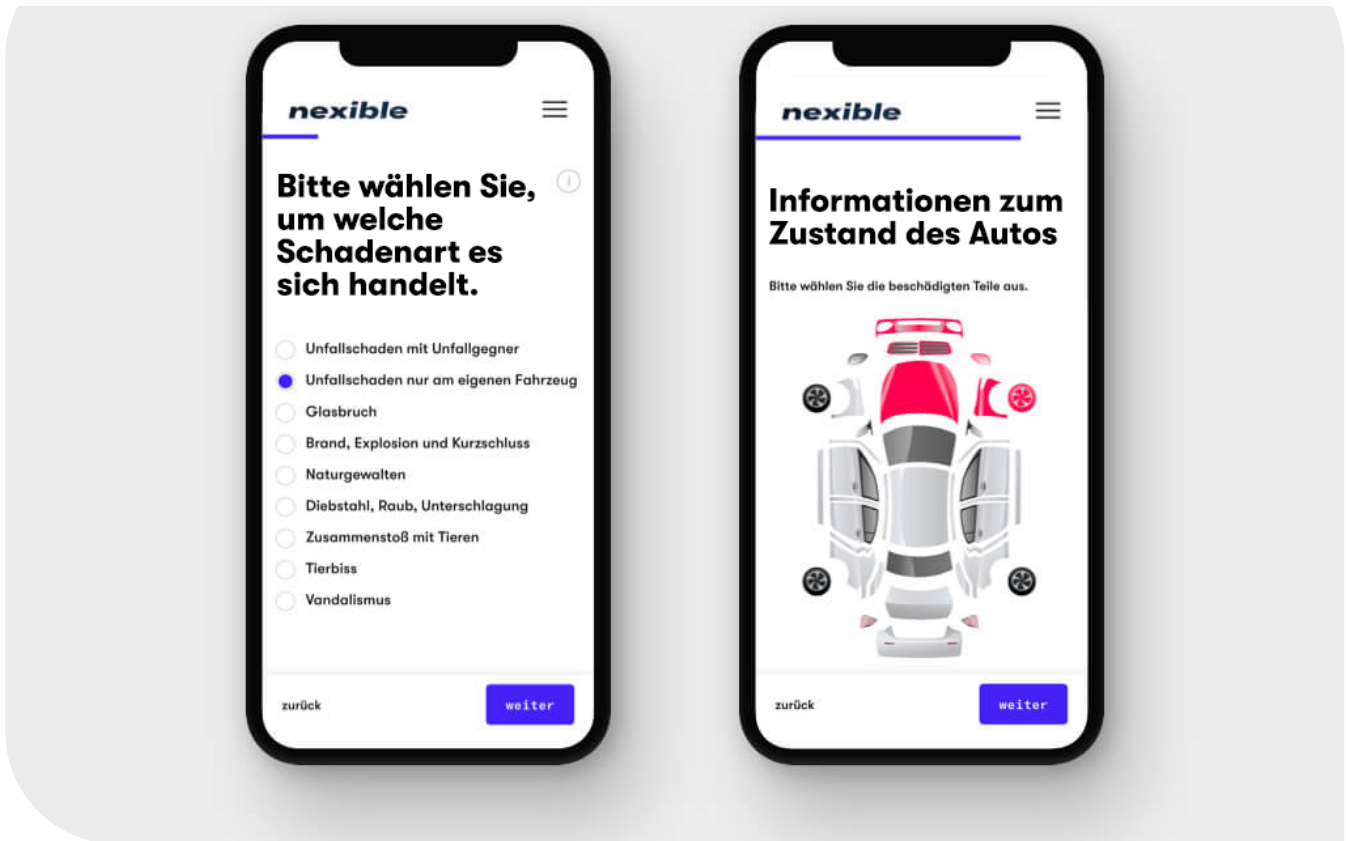 nexible
Bitte wählen Sie,
um welche
Schadenart es
sich handelt.
Unfallschaden mit Unfallgegner
Unfallschaden nur am eigenen Fahrzeug
Glasbruch
Brand, Explosion und Kurzschluss
Naturgewalten
Diebstahl, Raub, Unterschlagung
Zusammenstoß mit Tieren
Tierbiss
Vandalismus
zurück
weiter
nexible
Informationen zum
Zustand des Autos
Bitte wählen Sie die beschädigten Teile aus.
zurück
weiter